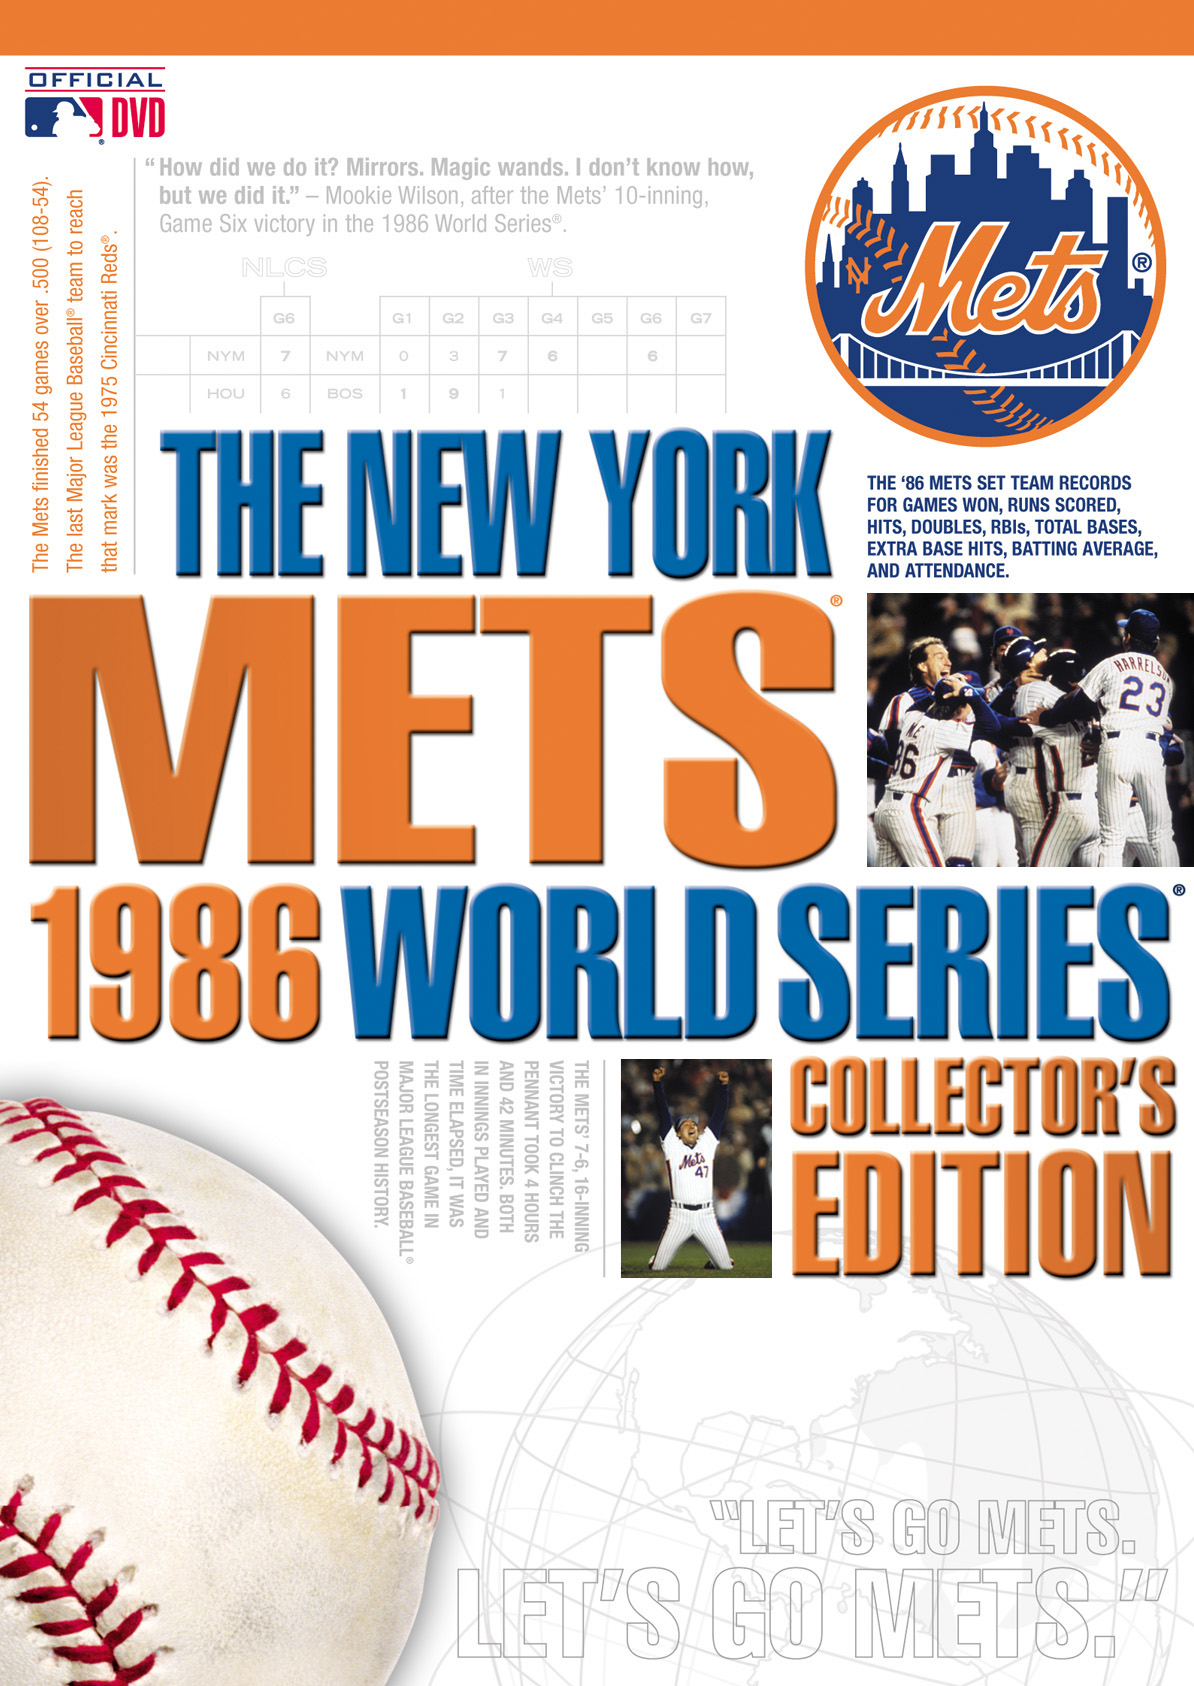 OFFICIAL
DVD
The Mets finished 54 games over .500 (108-54).
The last Major League Baseball® team to reach
that mark was the 1975 Cincinnati Reds®.
“How did we do it? Mirrors. Magic wands. I don’t know how,
but we did it.” – Mookie Wilson, after the Mets’ 10-inning,
Game Six victory in the 1986 World Series®.
NLCS WS
G6 G1 G2 G3 G4 G5 G6 G7
NYM 7 NYM 0 3 7 6 6
HOU 6 BOS 1 9 1
NY
Mets ®
THE ‘86 METS SET TEAM RECORDS
FOR GAMES WON, RUNS SCORED,
HITS, DOUBLES, RBIs, TOTAL BASES,
EXTRA BASE HITS, BATTING AVERAGE,
AND ATTENDANCE.
THE NEW YORK
METS®
HARRELSON
23
1986 WORLD SERIES®
THE METS’ 7-6, 16-INNING
VICTORY TO CLINCH THE
PENNANT TOOK 4 HOURS
AND 42 MINUTES. BOTH
IN INNINGS PLAYED AND
TIME ELAPSED, IT WAS
THE LONGEST GAME IN
MAJOR LEAGUE BASEBALL®
POSTSEASON HISTORY.
Mets
47
COLLECTOR’S
EDITION
“LET’S GO METS.
LET’S GO METS.”